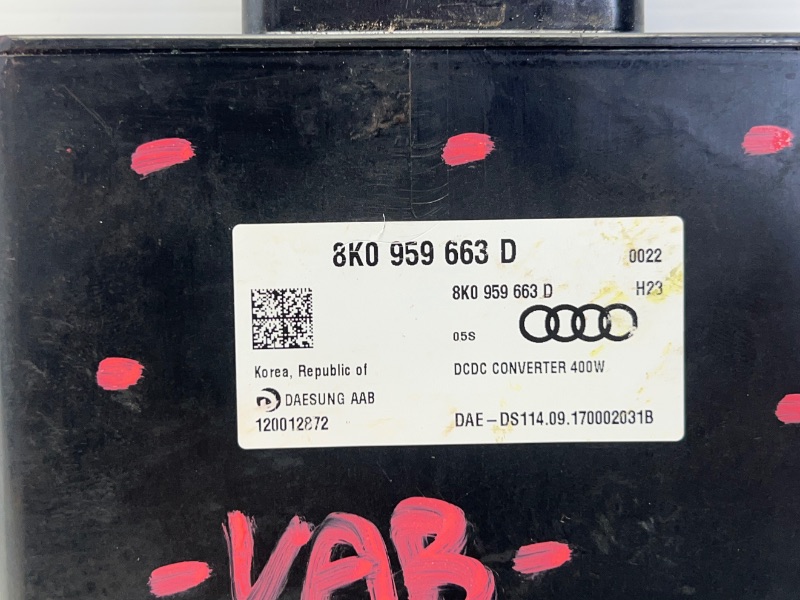 8K0 959 663 D
0022
8K0 959 663 D
H23
05S
Korea, Republic of
DCDC CONVERTER 400W
DAESUNG AAB
120012872
DAE-DS114.09.170002031B
-VAB-